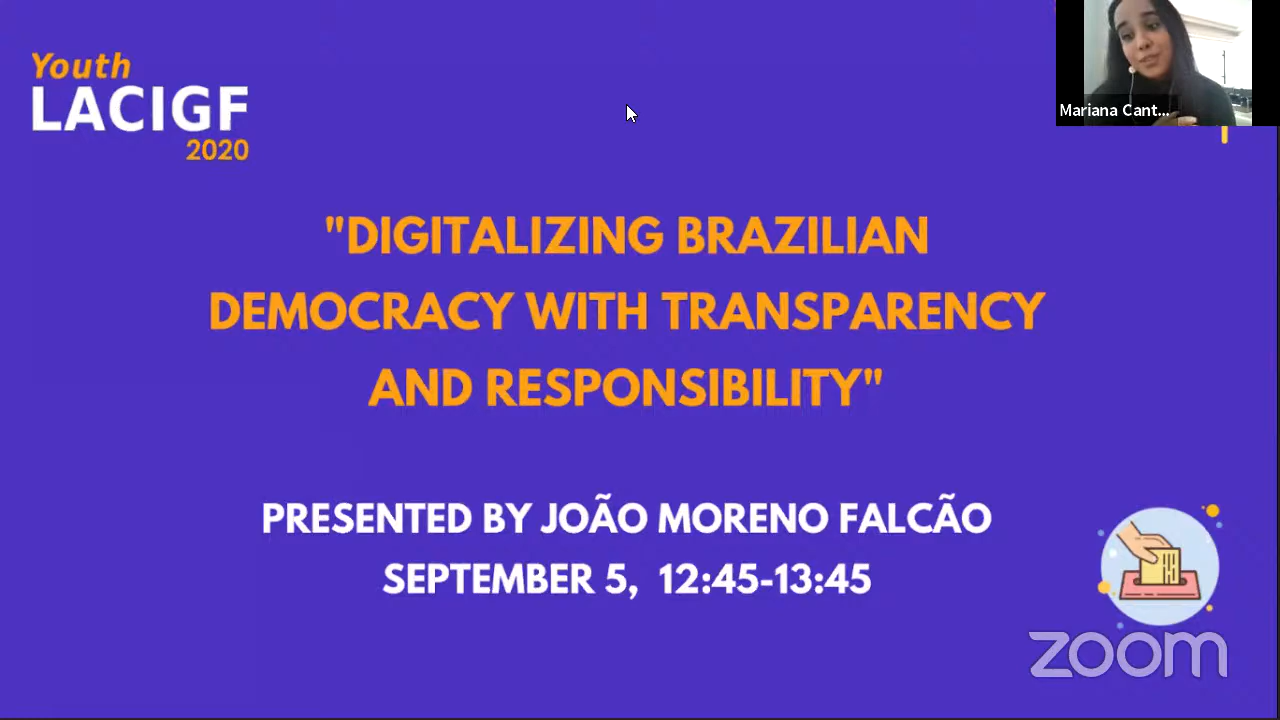 Youth
LACIGF
2020
Mariana Cant...
"DIGITALIZING BRAZILIAN
DEMOCRACY WITH TRANSPARENCY
AND RESPONSIBILITY"
PRESENTED BY JOÃO MORENO FALCÃO
SEPTEMBER 5, 12:45-13:45
zoom